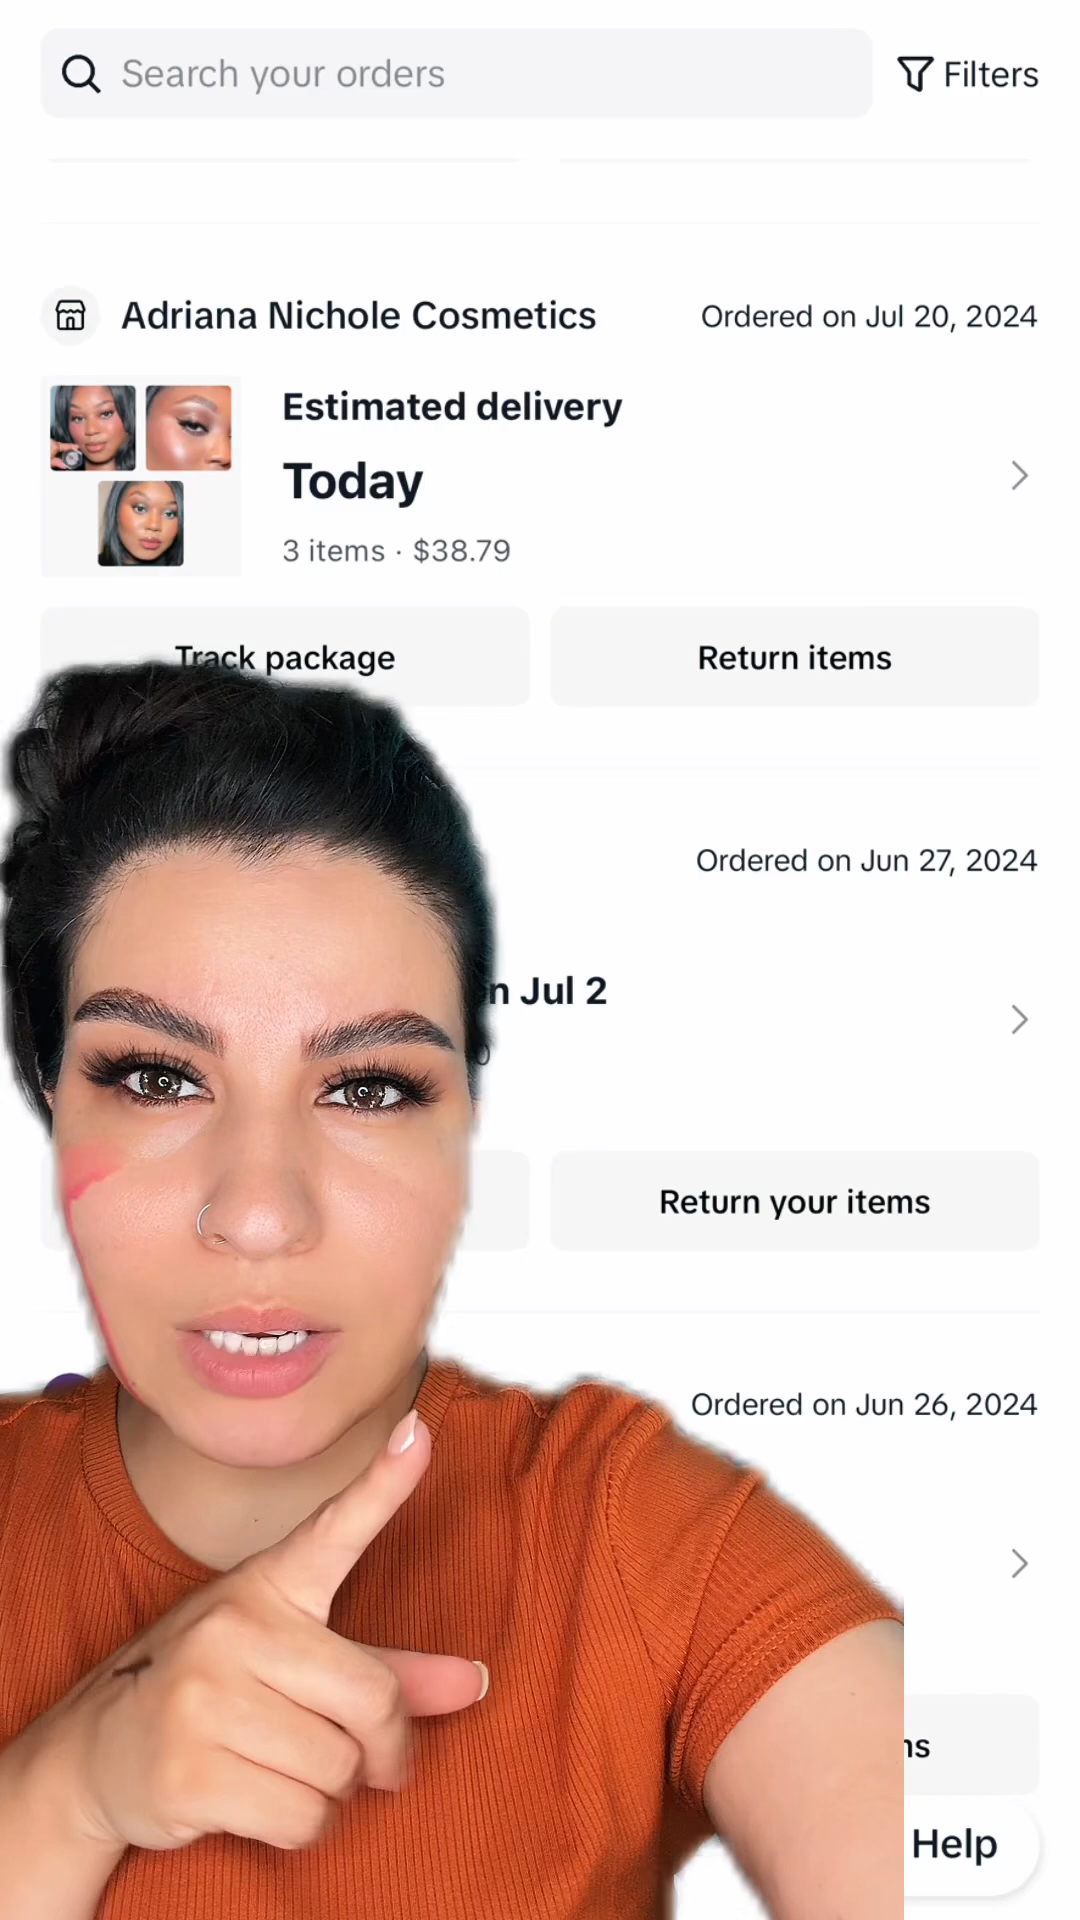 Search your orders
Filters
Adriana Nichole Cosmetics
Ordered on Jul 20, 2024
Estimated delivery
Today
3 items · $38.79
Track package
Return items
Ordered on Jun 27, 2024
Jul 2
Return your items
Ordered on Jun 26, 2024
Help